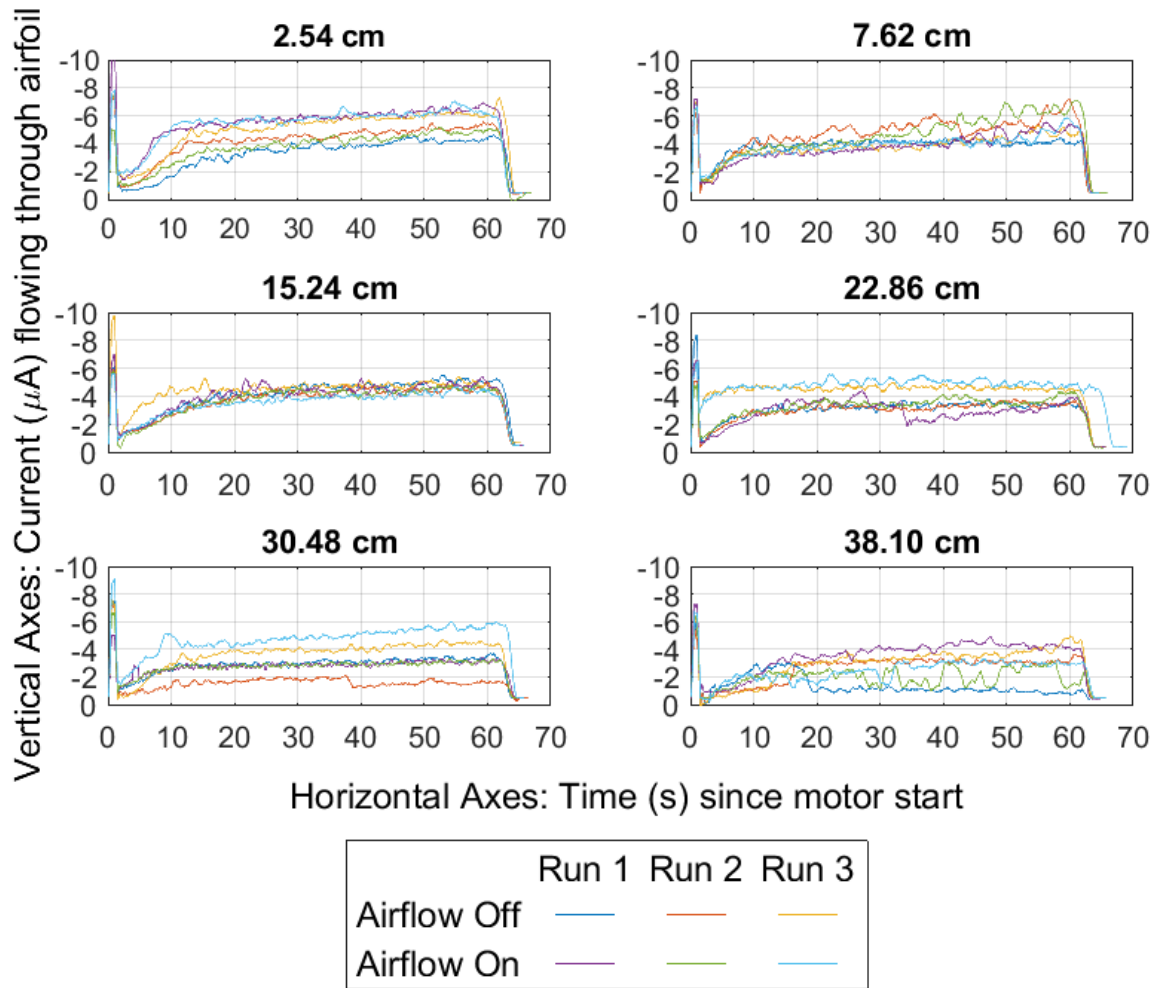 Vertical Axes: Current (μA) flowing through airfoil
2.54 cm
-10
-8
-6
-4
-2
0
0 10 20 30 40 50 60 70
7.62 cm
-10
-8
-6
-4
-2
0
0 10 20 30 40 50 60 70
15.24 cm
-10
-8
-6
-4
-2
0
0 10 20 30 40 50 60 70
22.86 cm
-10
-8
-6
-4
-2
0
0 10 20 30 40 50 60 70
30.48 cm
-10
-8
-6
-4
-2
0
0 10 20 30 40 50 60 70
38.10 cm
-10
-8
-6
-4
-2
0
0 10 20 30 40 50 60 70
Horizontal Axes: Time (s) since motor start
Run 1 Run 2 Run 3
Airflow Off
Airflow On